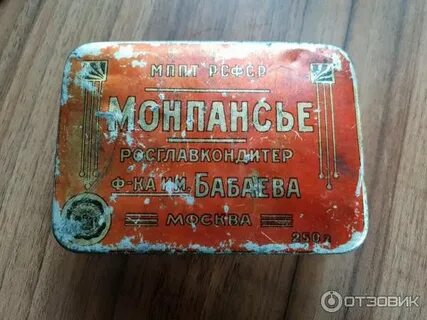 МППТ РСФСР
МОНПАНСЬЕ
РОСГЛАВКОНДИТЕР
Ф-КА ИМ. БАБАЕВА
МОСКВА
250 г
ОТЗОВИК